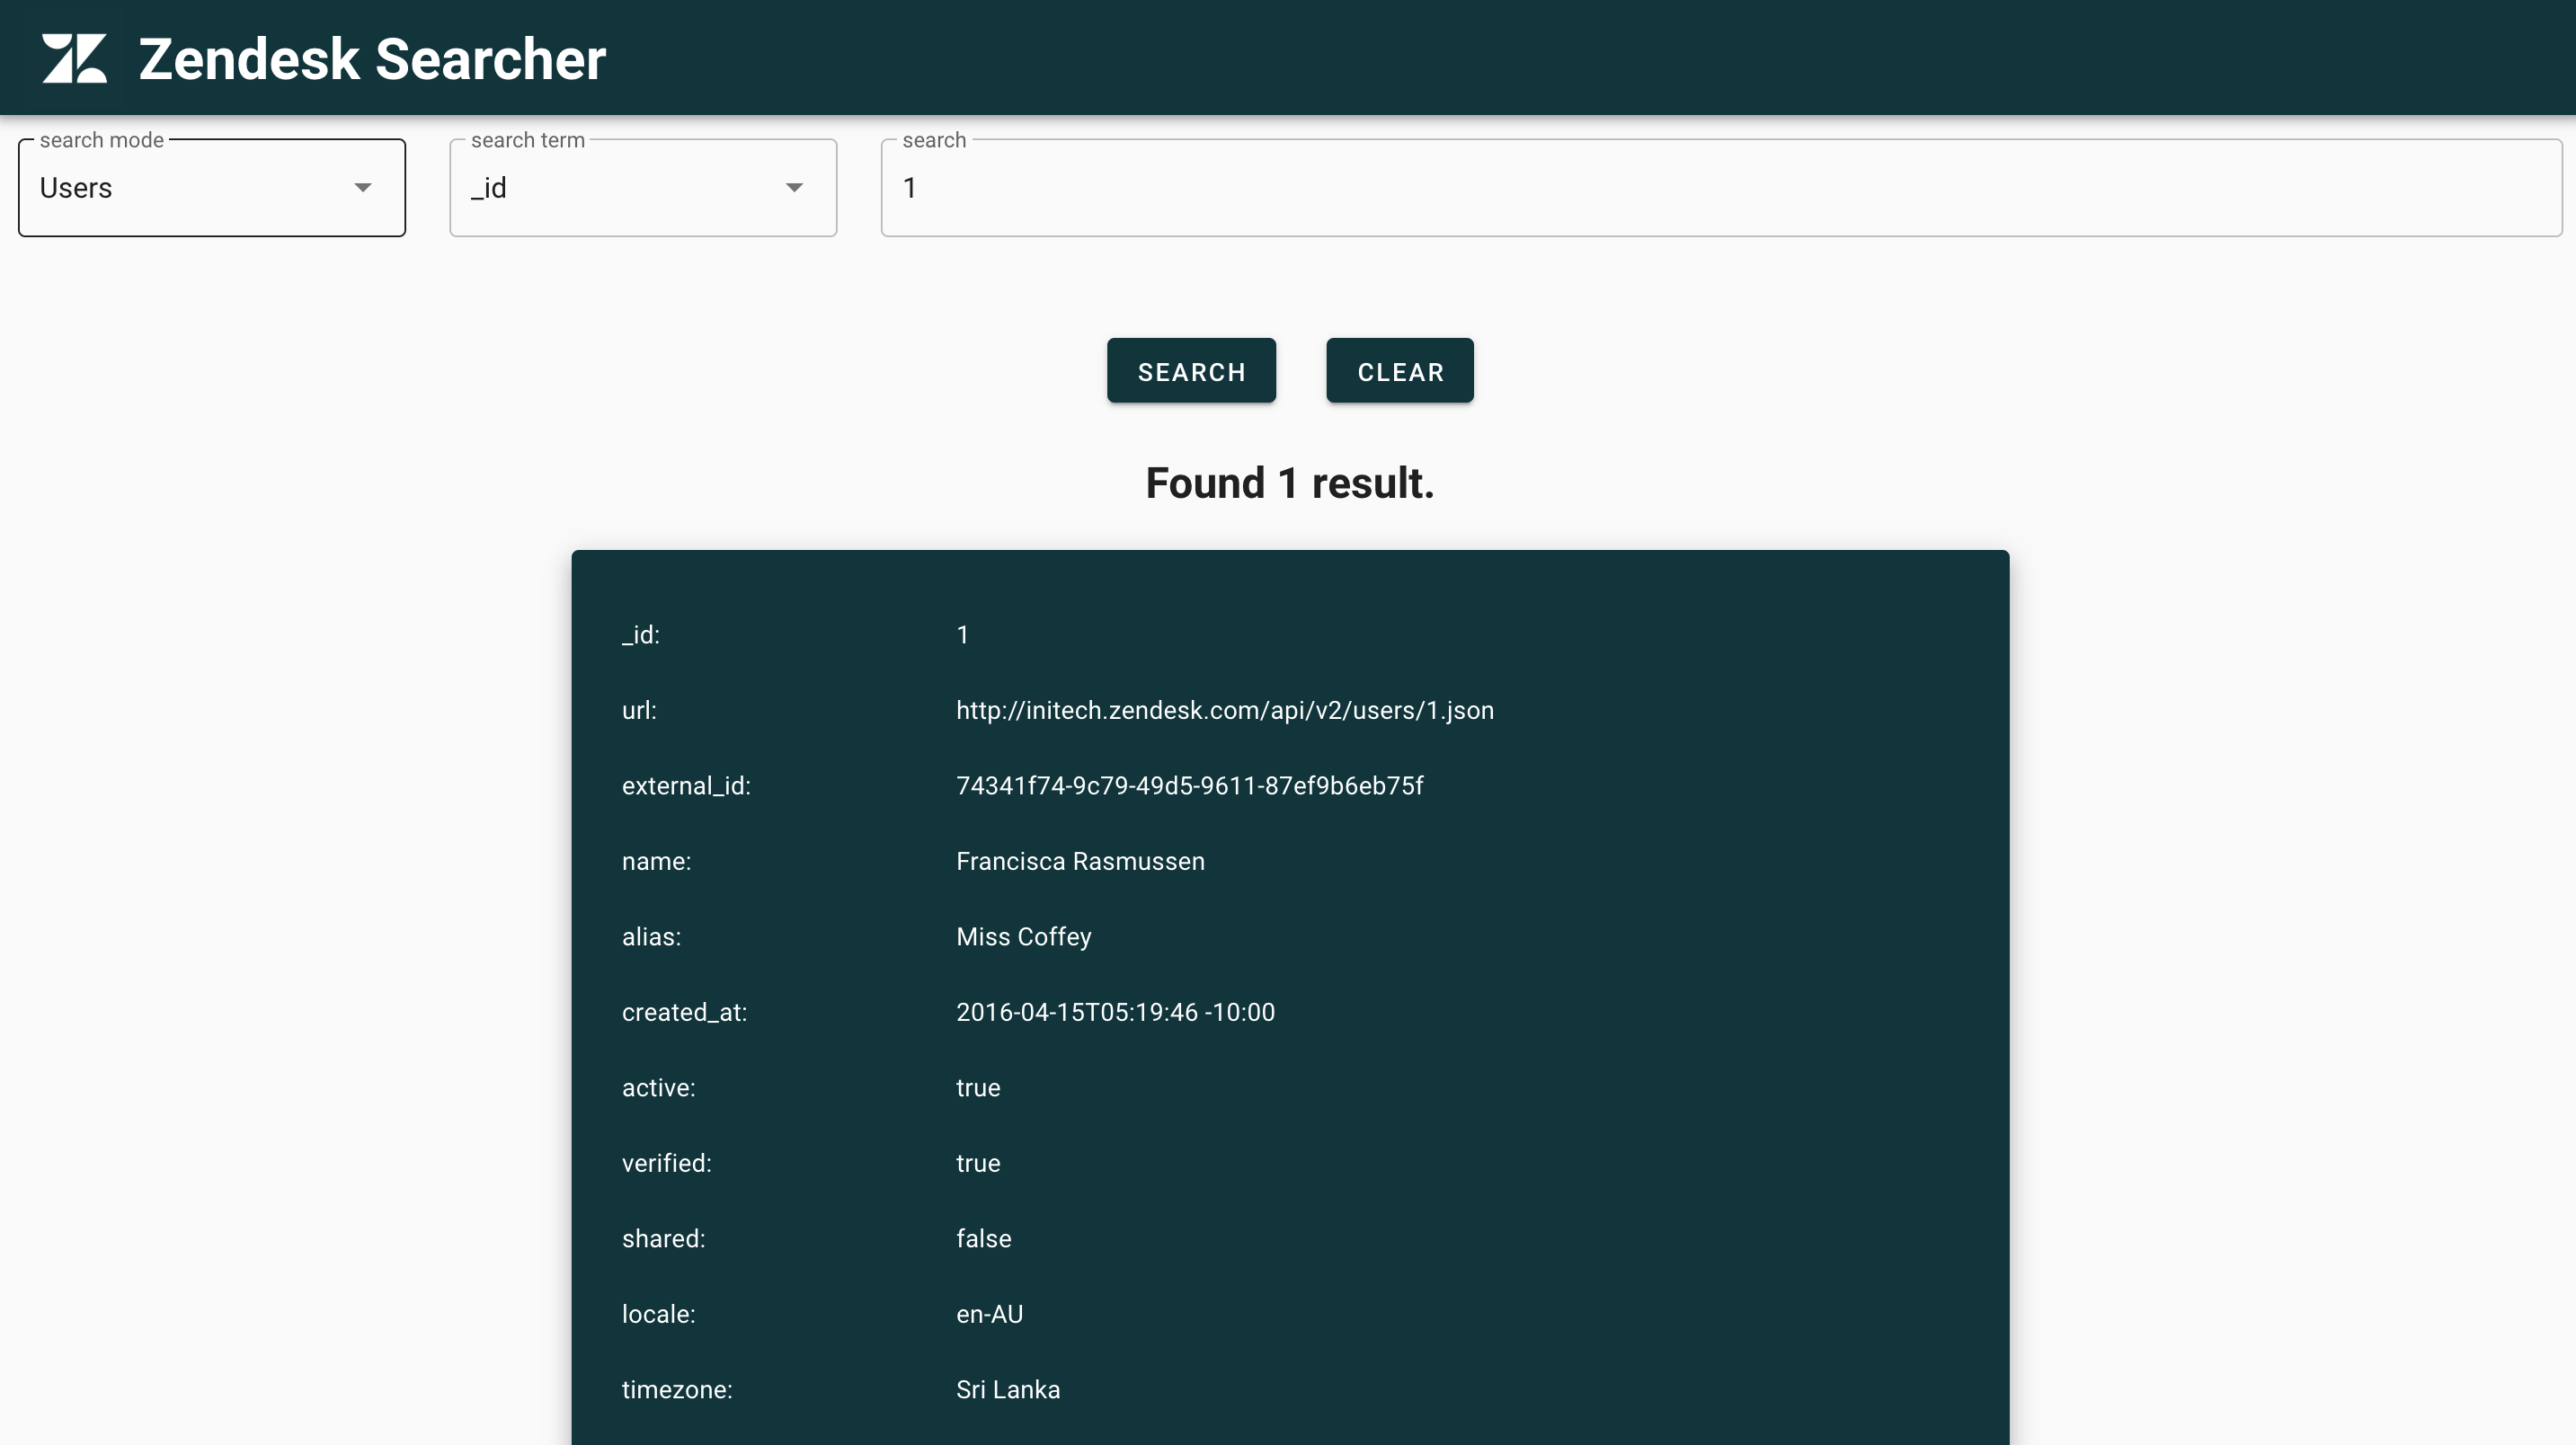 Zendesk Searcher
search mode
Users
search term
_id
search
1
SEARCH
CLEAR
Found 1 result.
_id: 1
url: http://initech.zendesk.com/api/v2/users/1.json
external_id: 74341f74-9c79-49d5-9611-87ef9b6eb75f
name: Francisca Rasmussen
alias: Miss Coffey
created_at: 2016-04-15T05:19:46 -10:00
active: true
verified: true
shared: false
locale: en-AU
timezone: Sri Lanka